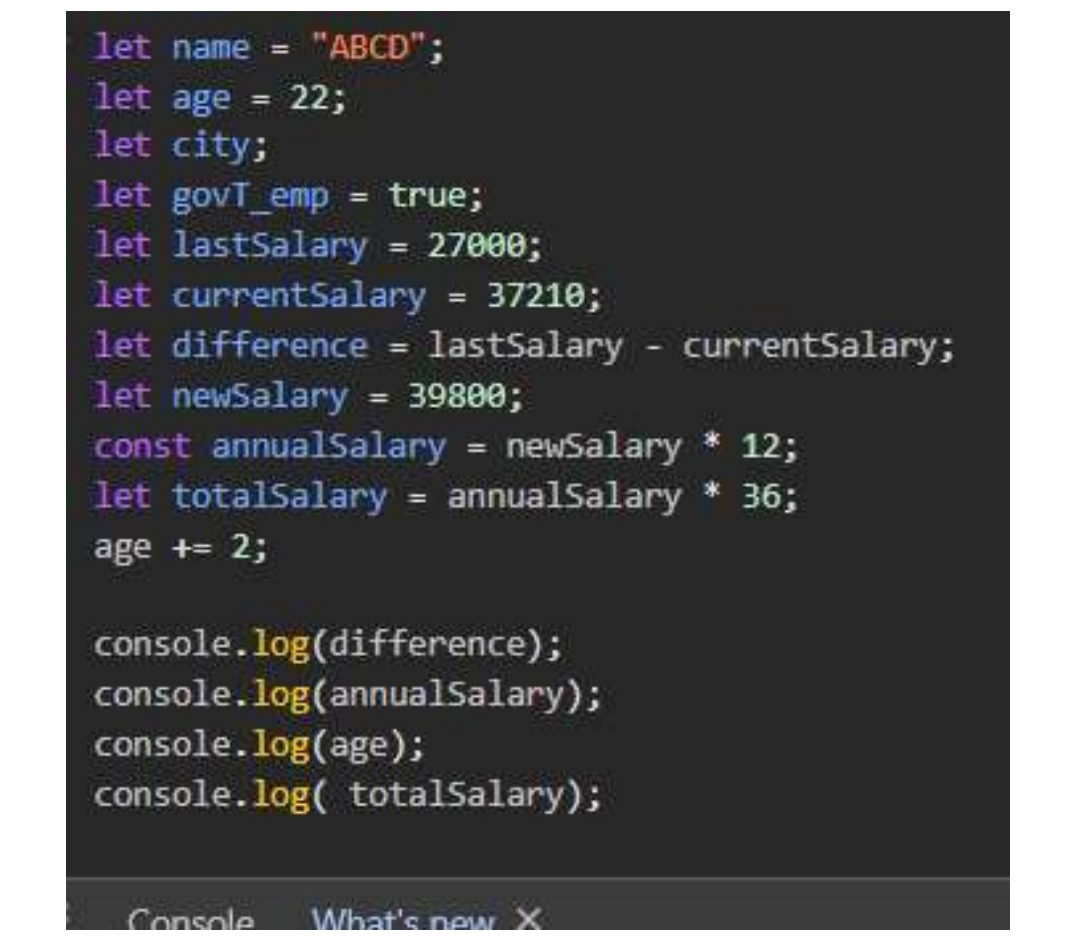 let name = "ABCD";
let age = 22;
let city;
let govT_emp = true;
let lastSalary = 27000;
let currentSalary = 37210;
let difference = lastSalary - currentSalary;
let newSalary = 39800;
const annualSalary = newSalary * 12;
let totalSalary = annualSalary * 36;
age += 2;

console.log(difference);
console.log(annualSalary);
console.log(age);
console.log( totalSalary);

Console What's new ×